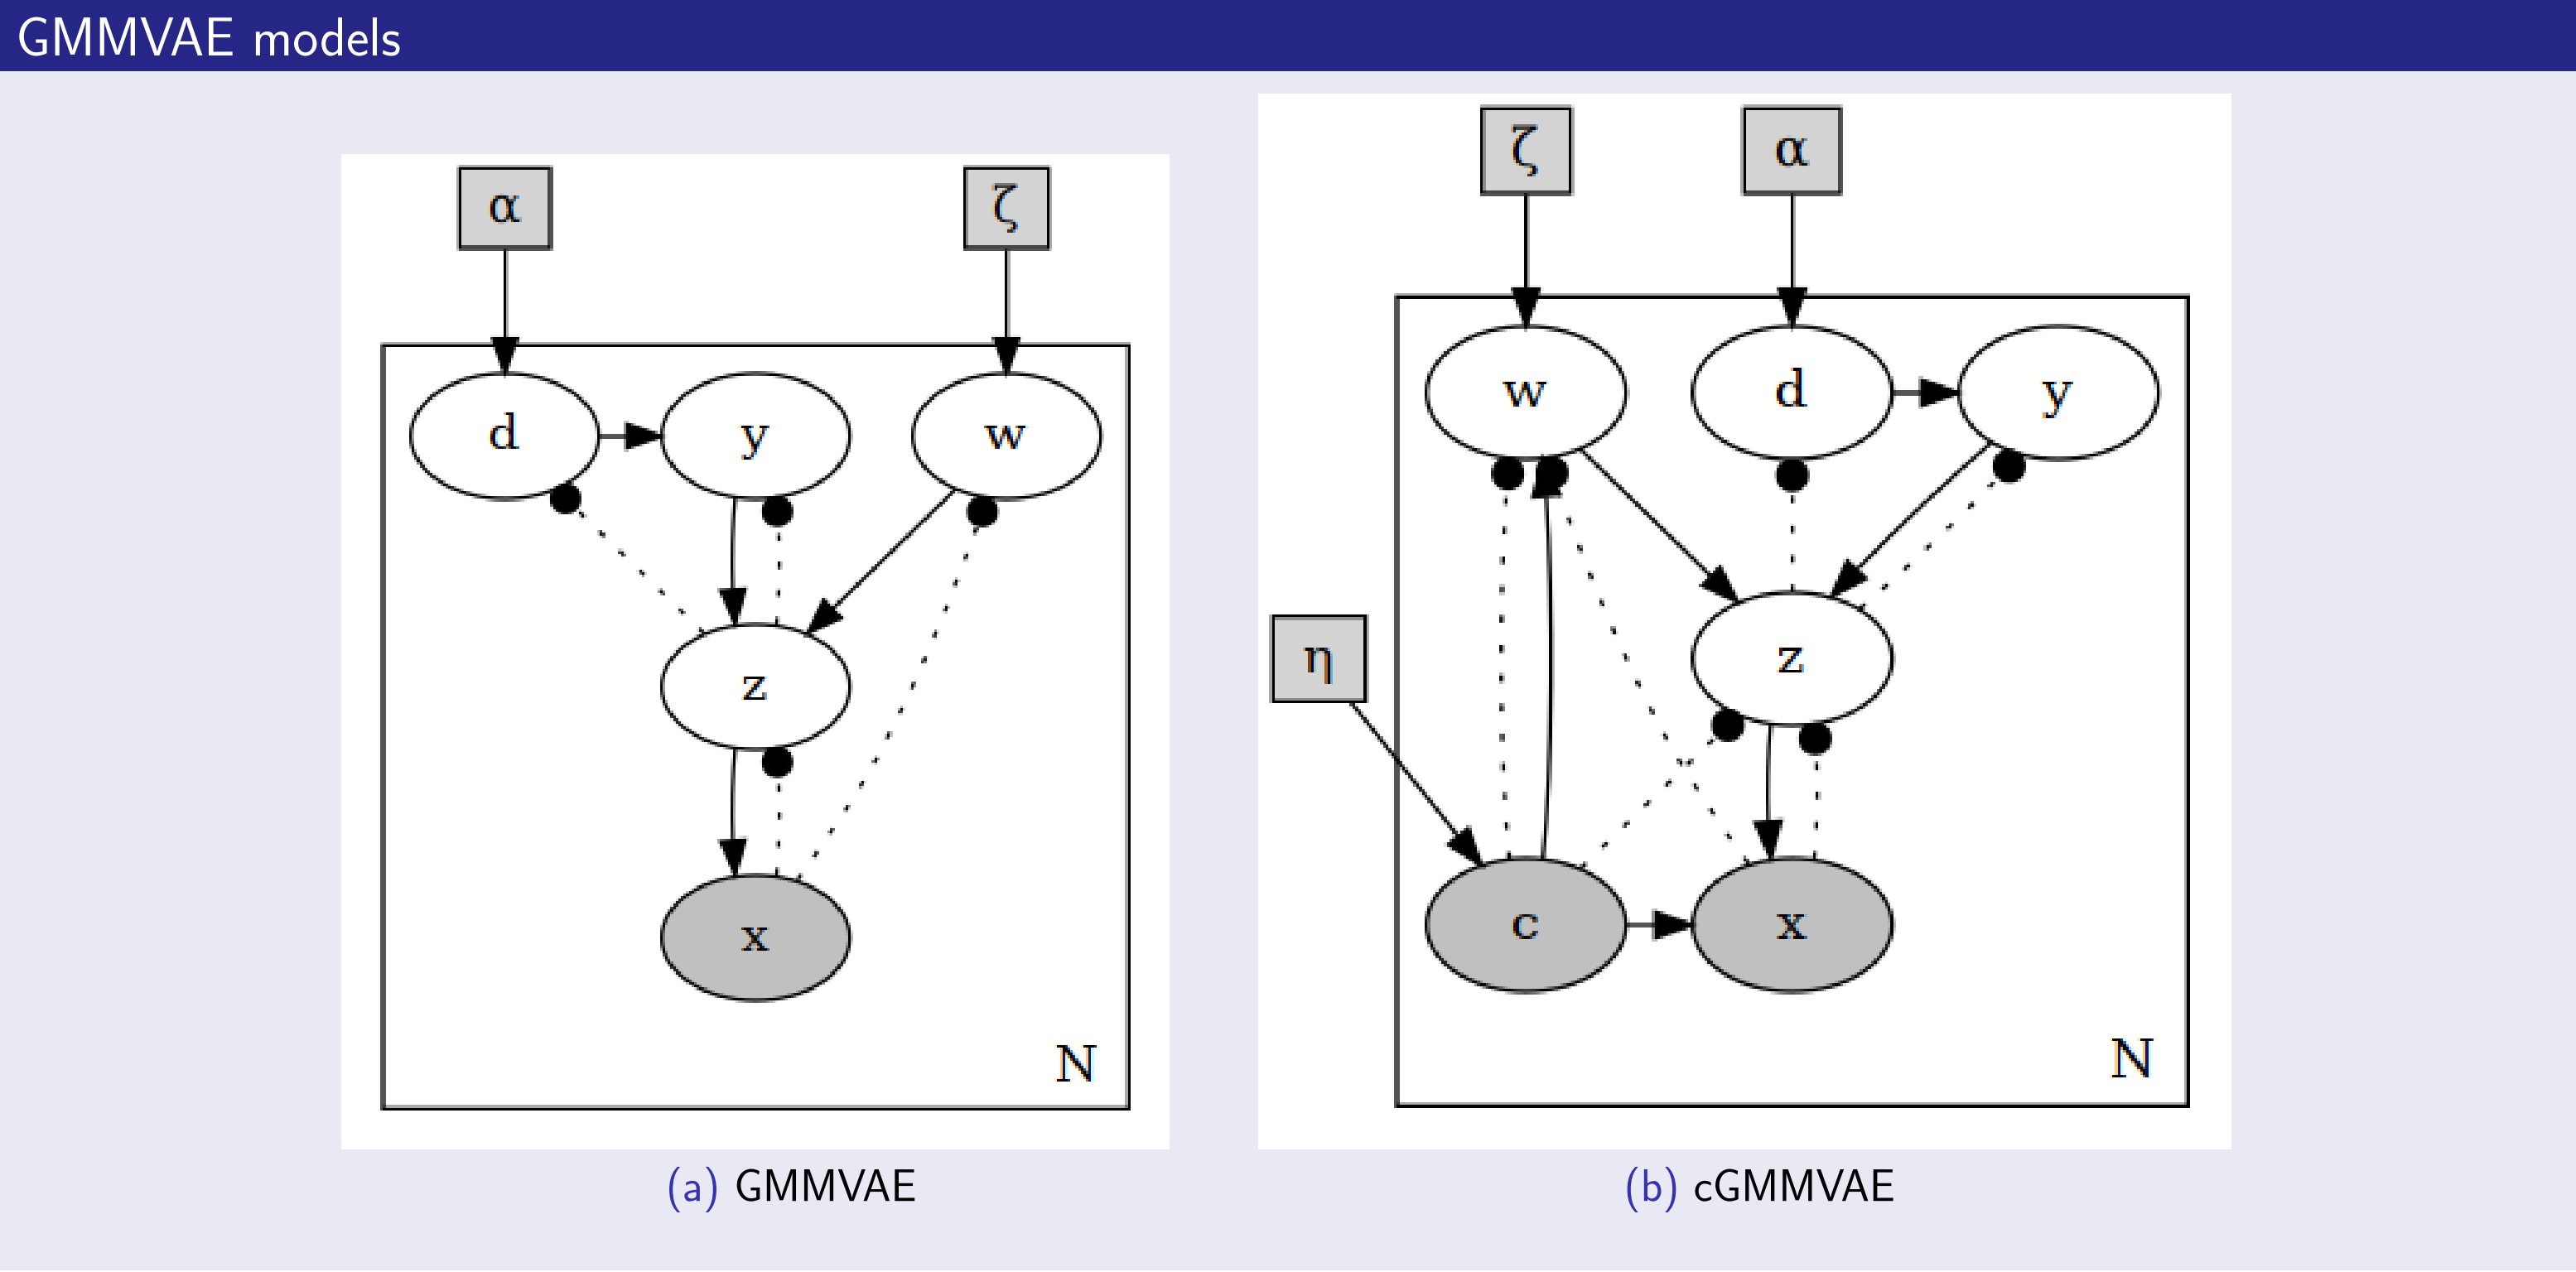 GMMVAE models
α
ζ
d
y
w
z
x
N
(a) GMMVAE
ζ
α
w
d
y
η
z
c
x
N
(b) cGMMVAE